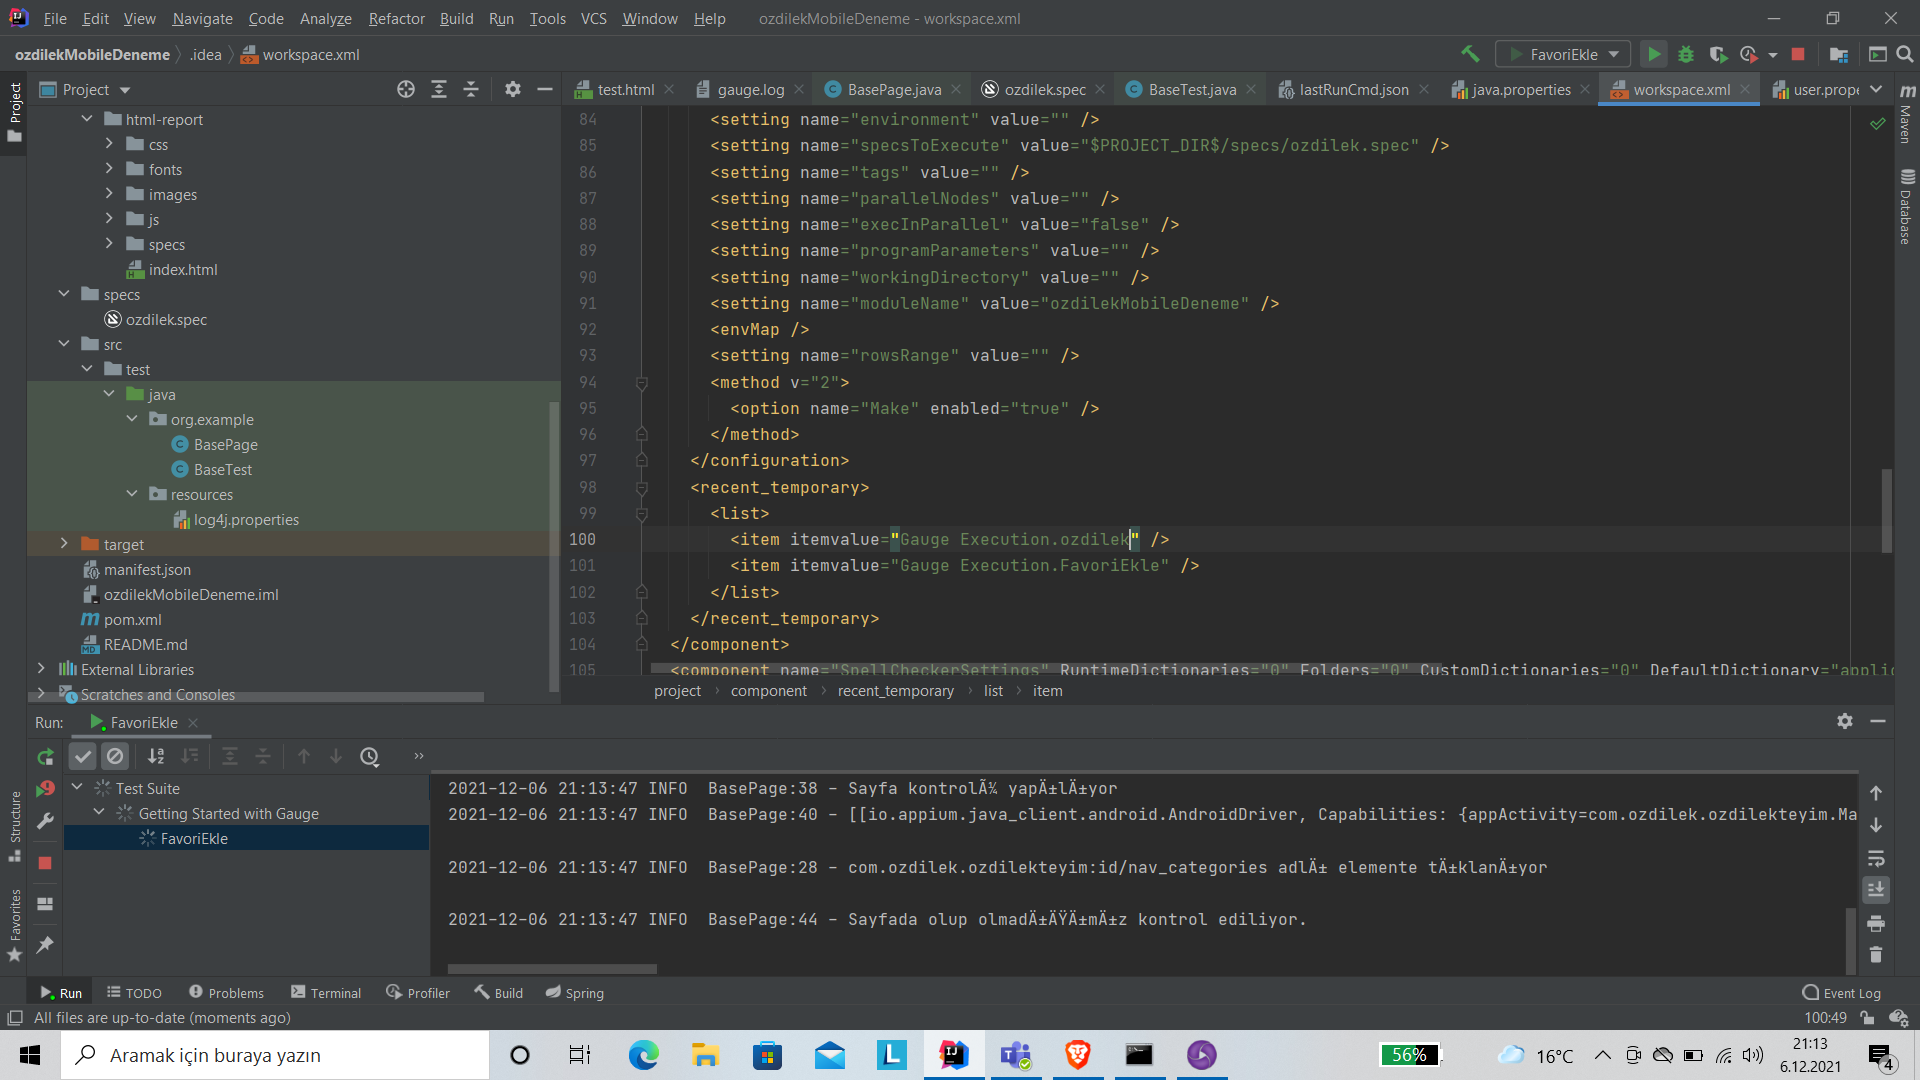 File Edit View Navigate Code Analyze Refactor Build Run Tools VCS Window Help ozdilekMobileDeneme - workspace.xml
ozdilekMobileDeneme .idea workspace.xml FavoriEkle
Project
Project
test.html gauge.log BasePage.java ozdilek.spec BaseTest.java lastRunCmd.json java.properties workspace.xml user.prope
Maven
Database
html-report
css
fonts
images
js
specs
index.html
specs
ozdilek.spec
src
test
java
org.example
BasePage
BaseTest
resources
log4j.properties
target
manifest.json
ozdilekMobileDeneme.iml
pom.xml
README.md
External Libraries
Scratches and Consoles
84 <setting name="environment" value="" />
85 <setting name="specsToExecute" value="$PROJECT_DIR$/specs/ozdilek.spec" />
86 <setting name="tags" value="" />
87 <setting name="parallelNodes" value="" />
88 <setting name="execInParallel" value="false" />
89 <setting name="programParameters" value="" />
90 <setting name="workingDirectory" value="" />
91 <setting name="moduleName" value="ozdilekMobileDeneme" />
92 <envMap />
93 <setting name="rowsRange" value="" />
94 <method v="2">
95 <option name="Make" enabled="true" />
96 </method>
97 </configuration>
98 <recent_temporary>
99 <list>
100 <item itemvalue="Gauge Execution.ozdilek" />
101 <item itemvalue="Gauge Execution.FavoriEkle" />
102 </list>
103 </recent_temporary>
104 </component>
105 <component name="SpellCheckerSettings" RuntimeDictionaries="0" Folders="0" CustomDictionaries="0" DefaultDictionary="applic
project component recent_temporary list item
Run: FavoriEkle
Structure
Favorites
Test Suite
Getting Started with Gauge
FavoriEkle
2021-12-06 21:13:47 INFO BasePage:38 - Sayfa kontrolÃ¼ yapÄ±lÄ±yor
2021-12-06 21:13:47 INFO BasePage:40 - [[io.appium.java_client.android.AndroidDriver, Capabilities: {appActivity=com.ozdilek.ozdilekteyim.Ma
2021-12-06 21:13:47 INFO BasePage:28 - com.ozdilek.ozdilekteyim:id/nav_categories adlÄ± elemente tÄ±klanÄ±yor
2021-12-06 21:13:47 INFO BasePage:44 - Sayfada olup olmadÄ±ÄŸÄ±mÄ±z kontrol ediliyor.
Run TODO Problems Terminal Profiler Build Spring Event Log
All files are up-to-date (moments ago) 100:49
Aramak için buraya yazın 56% 16°C 21:13
6.12.2021 4